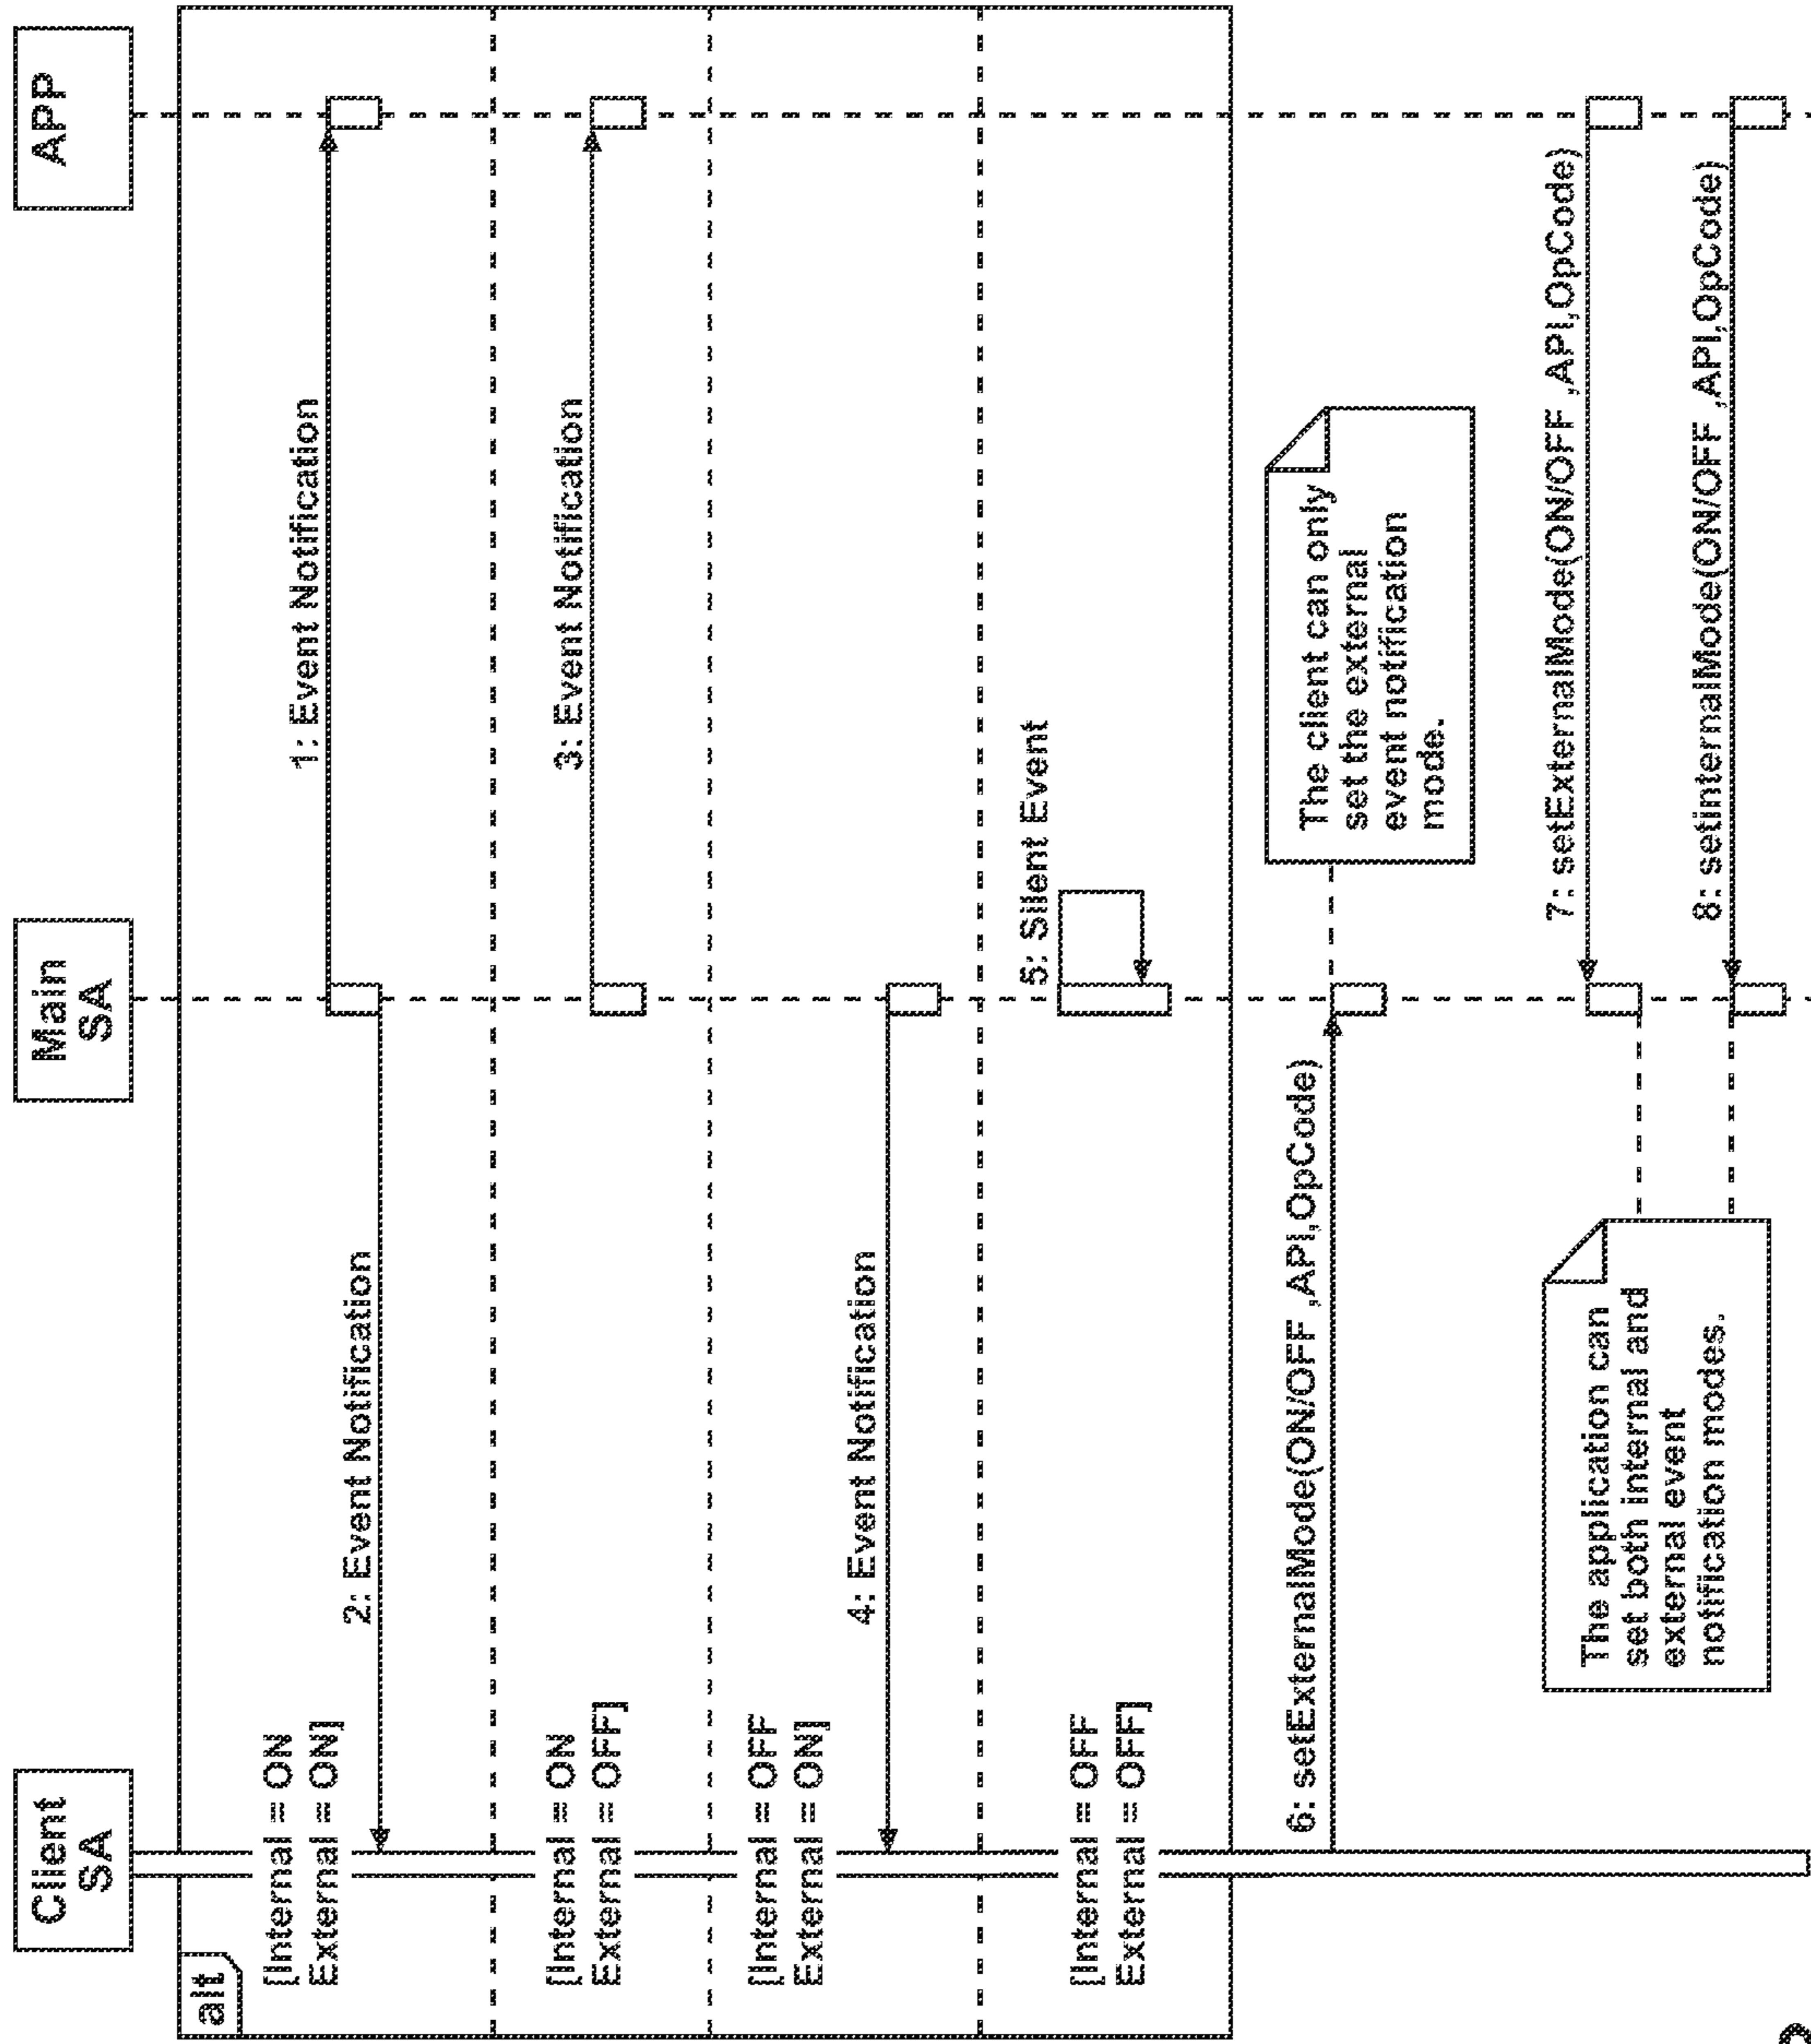 Client
SA
Main
SA
APP
alt
[Internal = ON
External = ON]
1: Event Notification
2: Event Notification
[Internal = ON
External = OFF]
3: Event Notification
[Internal = OFF
External = ON]
4: Event Notification
[Internal = OFF
External = OFF]
5: Silent Event
6: setExternalMode(ON/OFF ,API,OpCode)
The client can only
set the external
event notification
mode.
7: setExternalMode(ON/OFF ,API,OpCode)
The application can
set both internal and
external event
notification modes.
8: setInternalMode(ON/OFF ,API,OpCode)